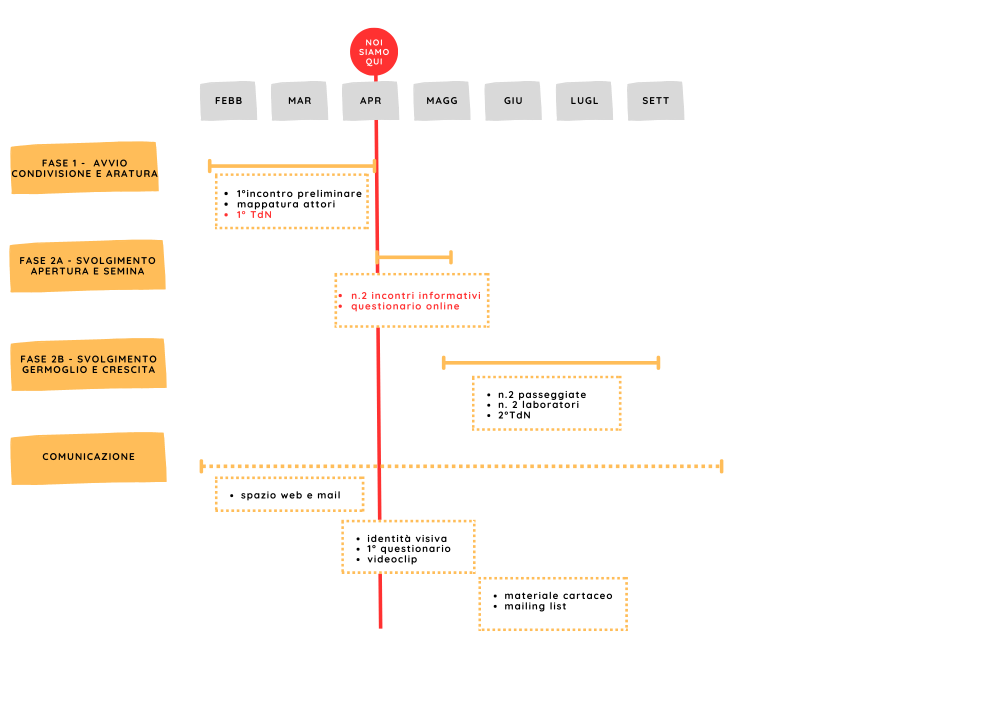 NOI
SIAMO
QUI
FEBB
MAR
APR
MAGG
GIU
LUGL
SETT
FASE 1 - AVVIO
CONDIVISIONE E ARATURA
• 1°incontro preliminare
• mappatura attori
• 1° TdN
FASE 2A - SVOLGIMENTO
APERTURA E SEMINA
• n.2 incontri informativi
• questionario online
FASE 2B - SVOLGIMENTO
GERMOGLIO E CRESCITA
• n.2 passeggiate
• n. 2 laboratori
• 2°TdN
COMUNICAZIONE
• spazio web e mail
• identità visiva
• 1° questionario
• videoclip
• materiale cartaceo
• mailing list